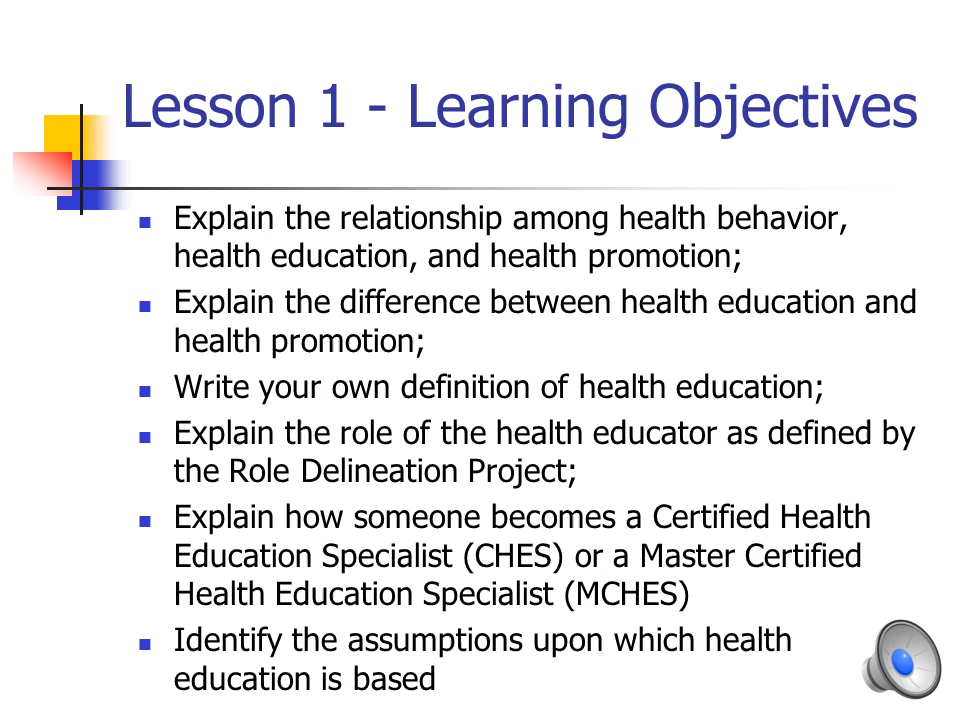 Lesson 1 - Learning Objectives
Explain the relationship among health behavior,
health education, and health promotion;
Explain the difference between health education and
health promotion;
Write your own definition of health education;
Explain the role of the health educator as defined by
the Role Delineation Project;
Explain how someone becomes a Certified Health
Education Specialist (CHES) or a Master Certified
Health Education Specialist (MCHES)
Identify the assumptions upon which health
education is based